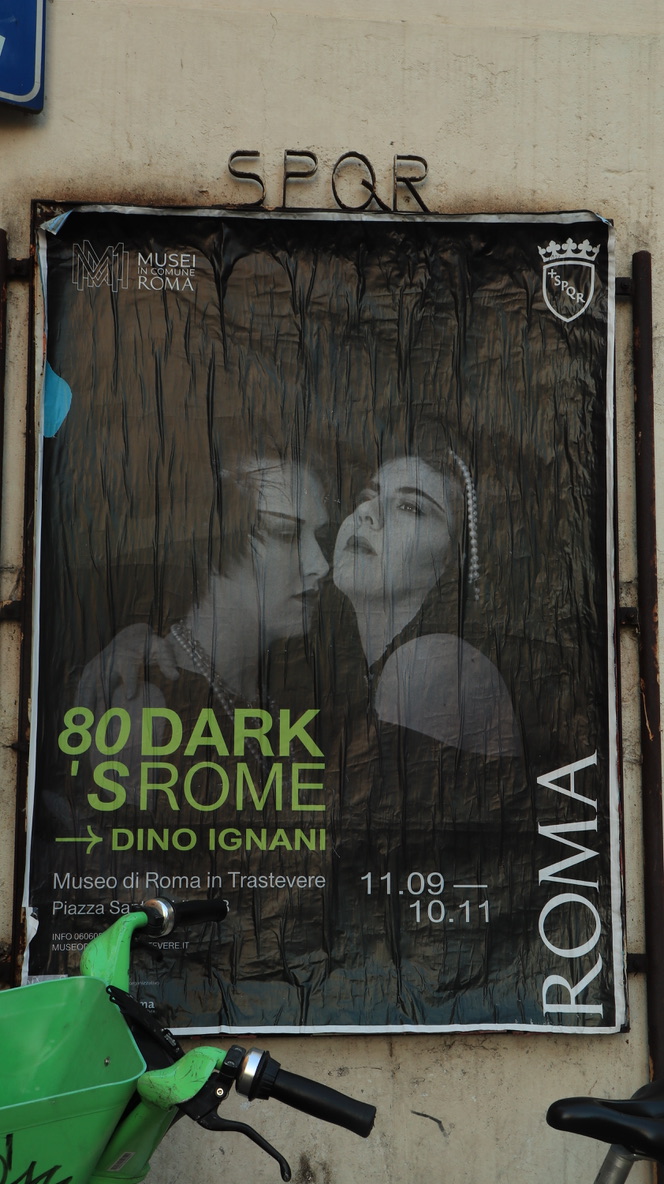 SPQR
MUSEI
IN COMUNE
ROMA
SPQR
80 DARK
'S ROME
→ DINO IGNANI
Museo di Roma in Trastevere
Piazza
11.09 —
10.11
INFO
ROMA